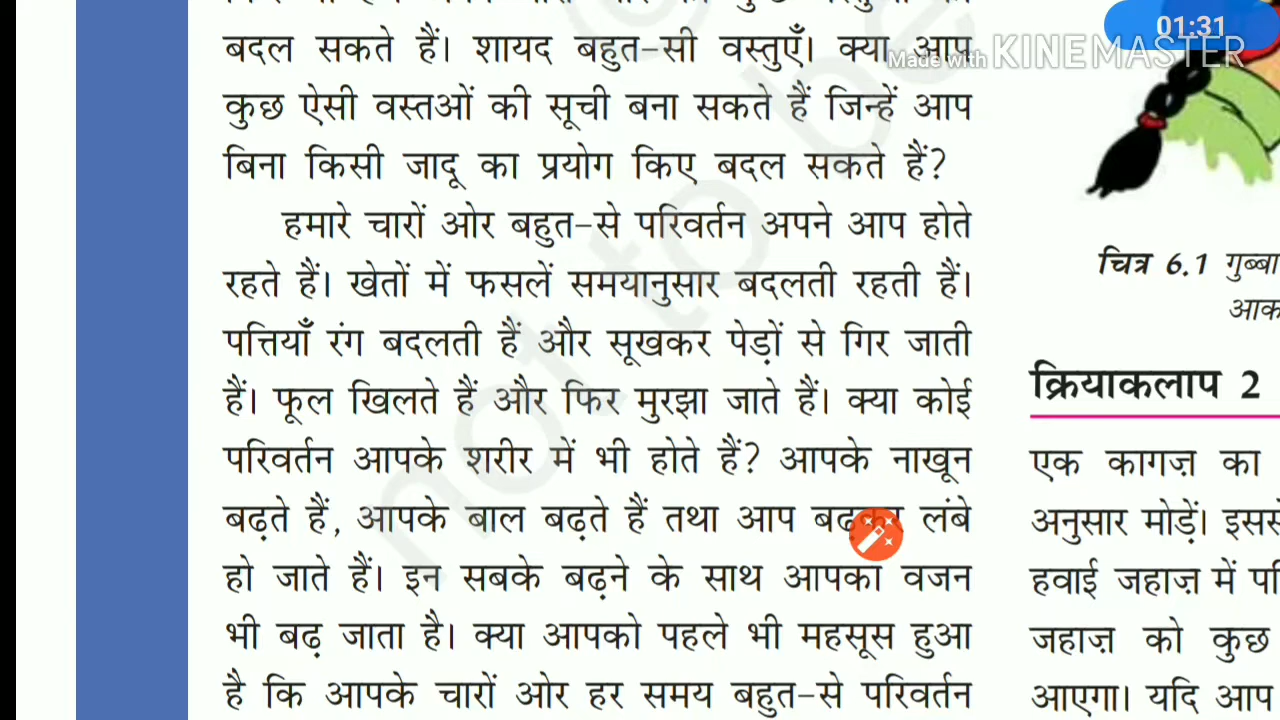 बदल सकते हैं। शायद बहुत-सी वस्तुएँ। क्या आप
कुछ ऐसी वस्तओं की सूची बना सकते हैं जिन्हें आप
बिना किसी जादू का प्रयोग किए बदल सकते हैं?
हमारे चारों ओर बहुत-से परिवर्तन अपने आप होते
रहते हैं। खेतों में फसलें समयानुसार बदलती रहती हैं।
पत्तियाँ रंग बदलती हैं और सूखकर पेड़ों से गिर जाती
हैं। फूल खिलते हैं और फिर मुरझा जाते हैं। क्या कोई
परिवर्तन आपके शरीर में भी होते हैं? आपके नाखून
बढ़ते हैं, आपके बाल बढ़ते हैं तथा आप लंबे
हो जाते हैं। इन सबके बढ़ने के साथ आपका वजन
भी बढ़ जाता है। क्या आपको पहले भी महसूस हुआ
है कि आपके चारों ओर हर समय बहुत-से परिवर्तन
01:31
Made with KINEMASTER
चित्र 6.1 गुब्बा
आक
क्रियाकलाप 2
एक कागज़ का
अनुसार मोड़ें। इससे
हवाई जहाज़ में परि
जहाज़ को कुछ
आएगा। यदि आप
not to be